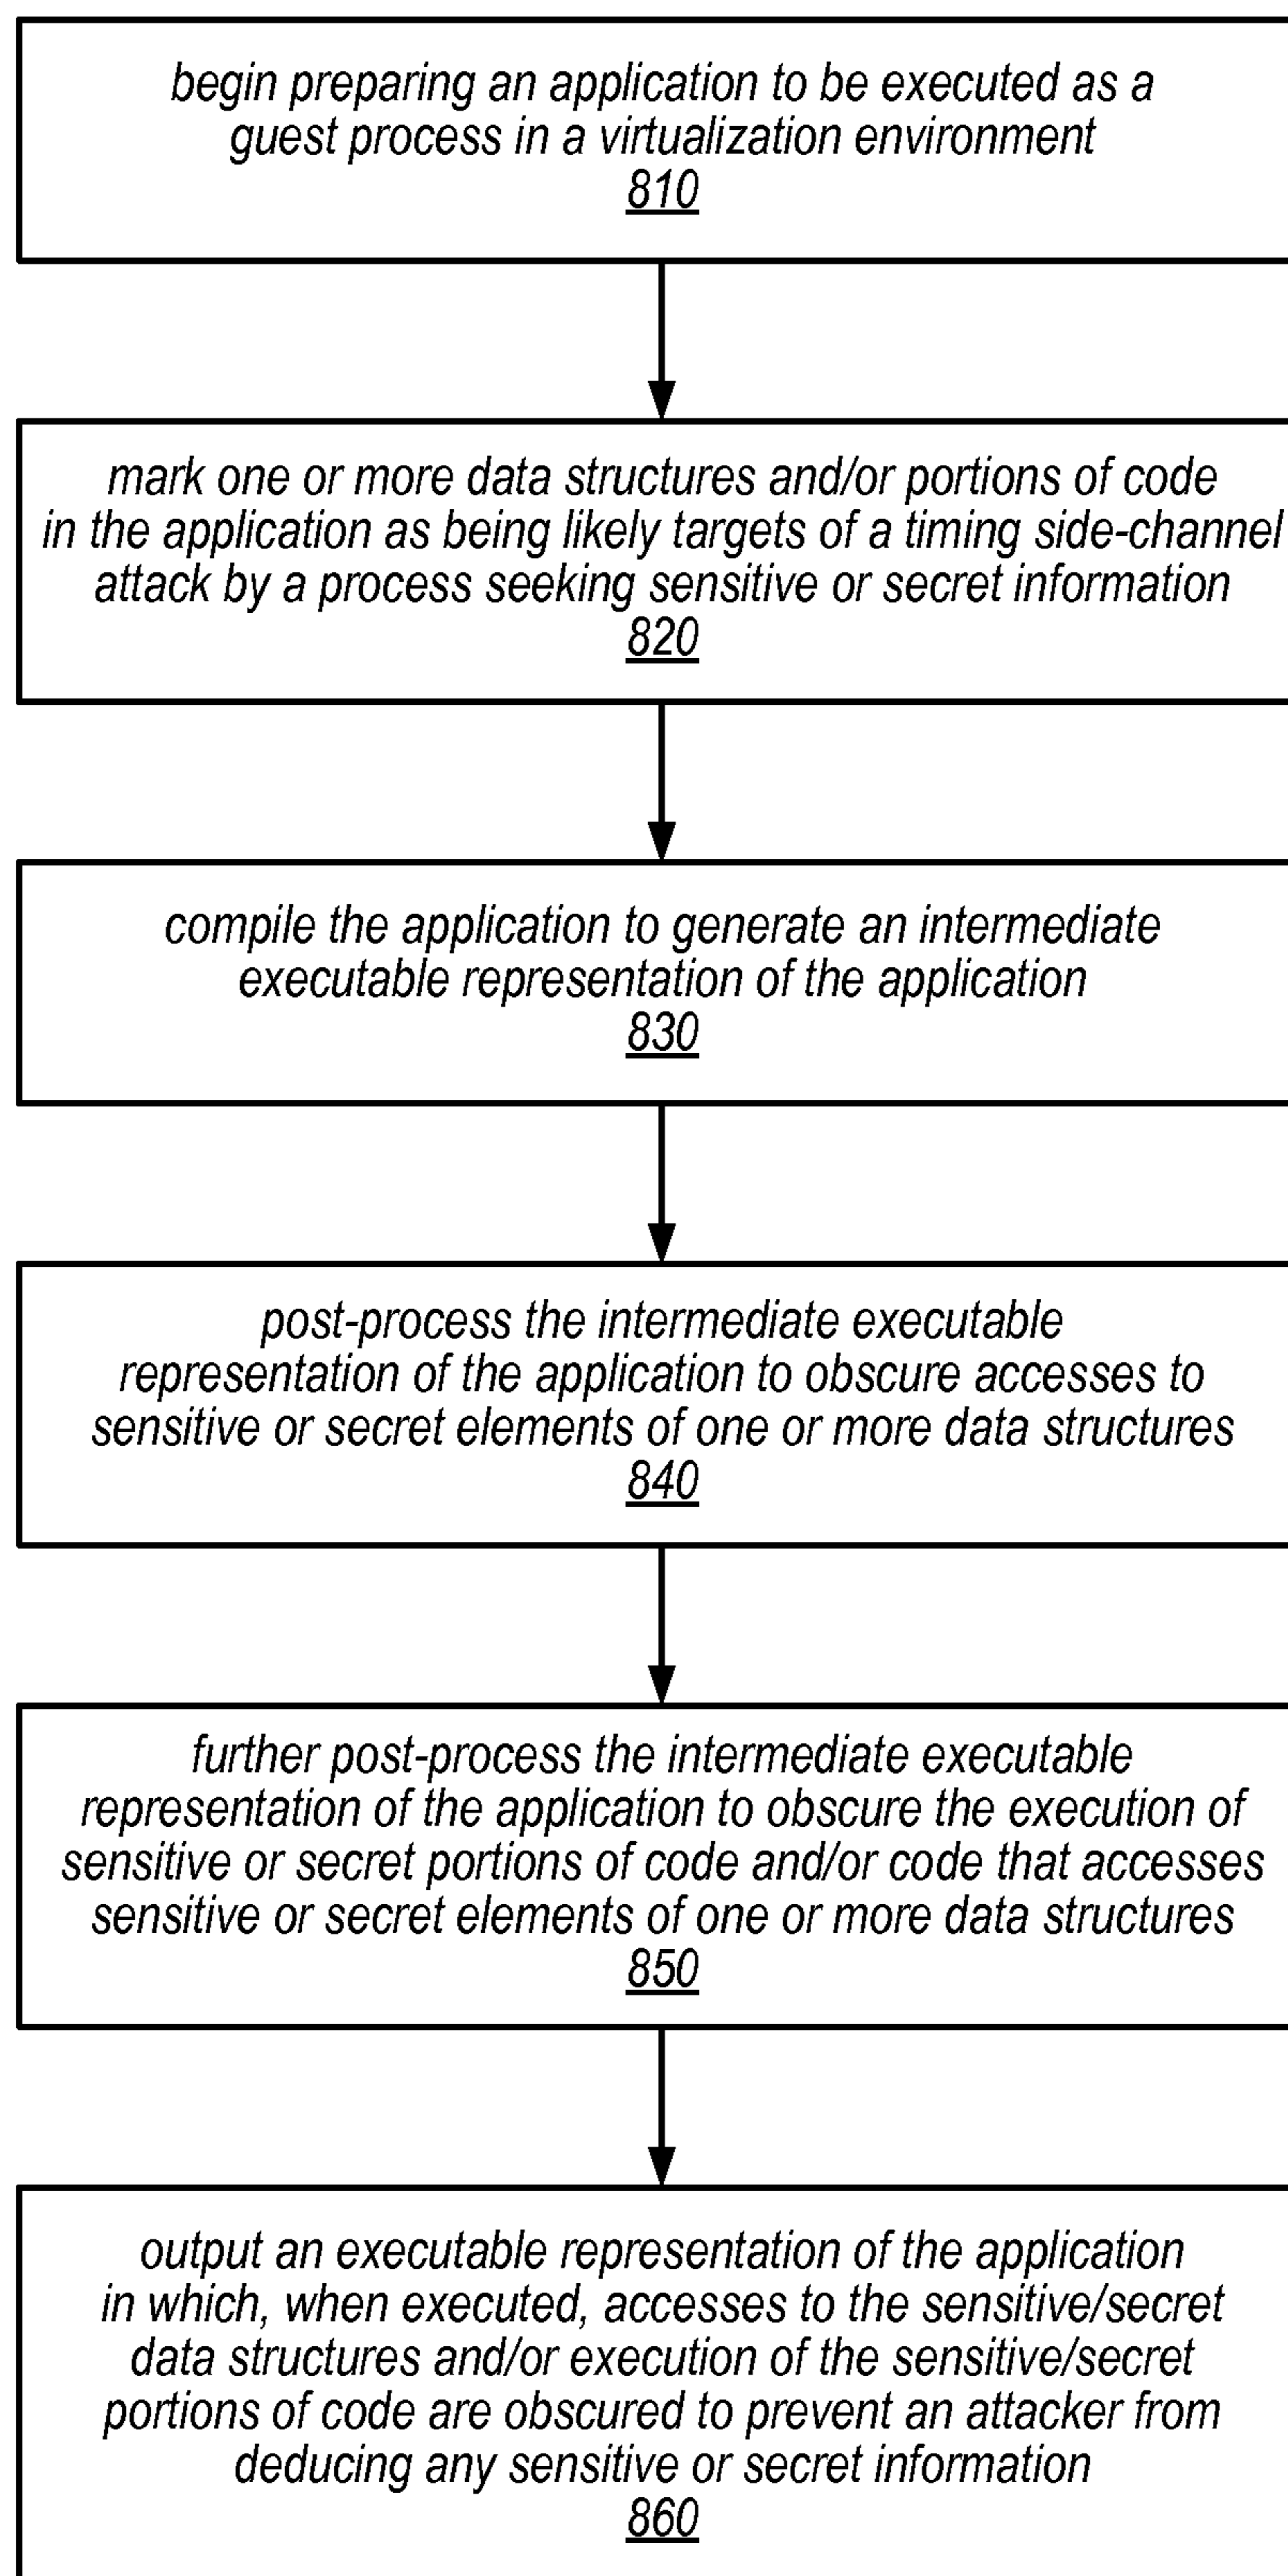 begin preparing an application to be executed as a
guest process in a virtualization environment
810
mark one or more data structures and/or portions of code
in the application as being likely targets of a timing side-channel
attack by a process seeking sensitive or secret information
820
compile the application to generate an intermediate
executable representation of the application
830
post-process the intermediate executable
representation of the application to obscure accesses to
sensitive or secret elements of one or more data structures
840
further post-process the intermediate executable
representation of the application to obscure the execution of
sensitive or secret portions of code and/or code that accesses
sensitive or secret elements of one or more data structures
850
output an executable representation of the application
in which, when executed, accesses to the sensitive/secret
data structures and/or execution of the sensitive/secret
portions of code are obscured to prevent an attacker from
deducing any sensitive or secret information
860